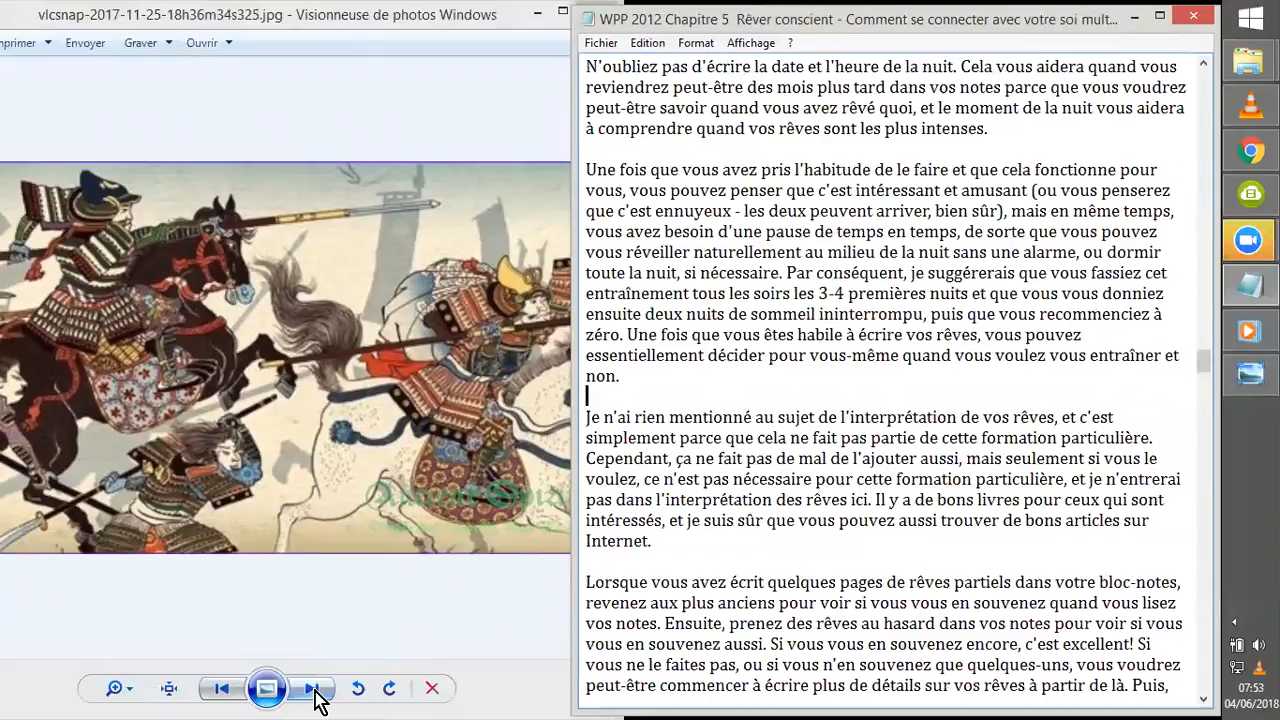 vlcsnap-2017-11-25-18h36m34s325.jpg - Visionneuse de photos Windows
mprimer Envoyer Graver Ouvrir
WPP 2012 Chapitre 5 Rêver conscient - Comment se connecter avec votre soi mult...
Fichier Edition Format Affichage ?
N'oubliez pas d'écrire la date et l'heure de la nuit. Cela vous aidera quand vous
reviendrez peut-être des mois plus tard dans vos notes parce que vous voudrez
peut-être savoir quand vous avez rêvé quoi, et le moment de la nuit vous aidera
à comprendre quand vos rêves sont les plus intenses.
Une fois que vous avez pris l'habitude de le faire et que cela fonctionne pour
vous, vous pouvez penser que c'est intéressant et amusant (ou vous penserez
que c'est ennuyeux - les deux peuvent arriver, bien sûr), mais en même temps,
vous avez besoin d'une pause de temps en temps, de sorte que vous pouvez
vous réveiller naturellement au milieu de la nuit sans une alarme, ou dormir
toute la nuit, si nécessaire. Par conséquent, je suggérerais que vous fassiez cet
entraînement tous les soirs les 3-4 premières nuits et que vous vous donniez
ensuite deux nuits de sommeil ininterrompu, puis que vous recommenciez à
zéro. Une fois que vous êtes habile à écrire vos rêves, vous pouvez
essentiellement décider pour vous-même quand vous voulez vous entraîner et
non.
Je n'ai rien mentionné au sujet de l'interprétation de vos rêves, et c'est
simplement parce que cela ne fait pas partie de cette formation particulière.
Cependant, ça ne fait pas de mal de l'ajouter aussi, mais seulement si vous le
voulez, ce n'est pas nécessaire pour cette formation particulière, et je n'entrerai
pas dans l'interprétation des rêves ici. Il y a de bons livres pour ceux qui sont
intéressés, et je suis sûr que vous pouvez aussi trouver de bons articles sur
Internet.
Lorsque vous avez écrit quelques pages de rêves partiels dans votre bloc-notes,
revenez aux plus anciens pour voir si vous vous en souvenez quand vous lisez
vos notes. Ensuite, prenez des rêves au hasard dans vos notes pour voir si vous
vous en souvenez aussi. Si vous vous en souvenez encore, c'est excellent! Si
vous ne le faites pas, ou si vous n'en souvenez que quelques-uns, vous voudrez
peut-être commencer à écrire plus de détails sur vos rêves à partir de là. Puis,
07:53
04/06/2018